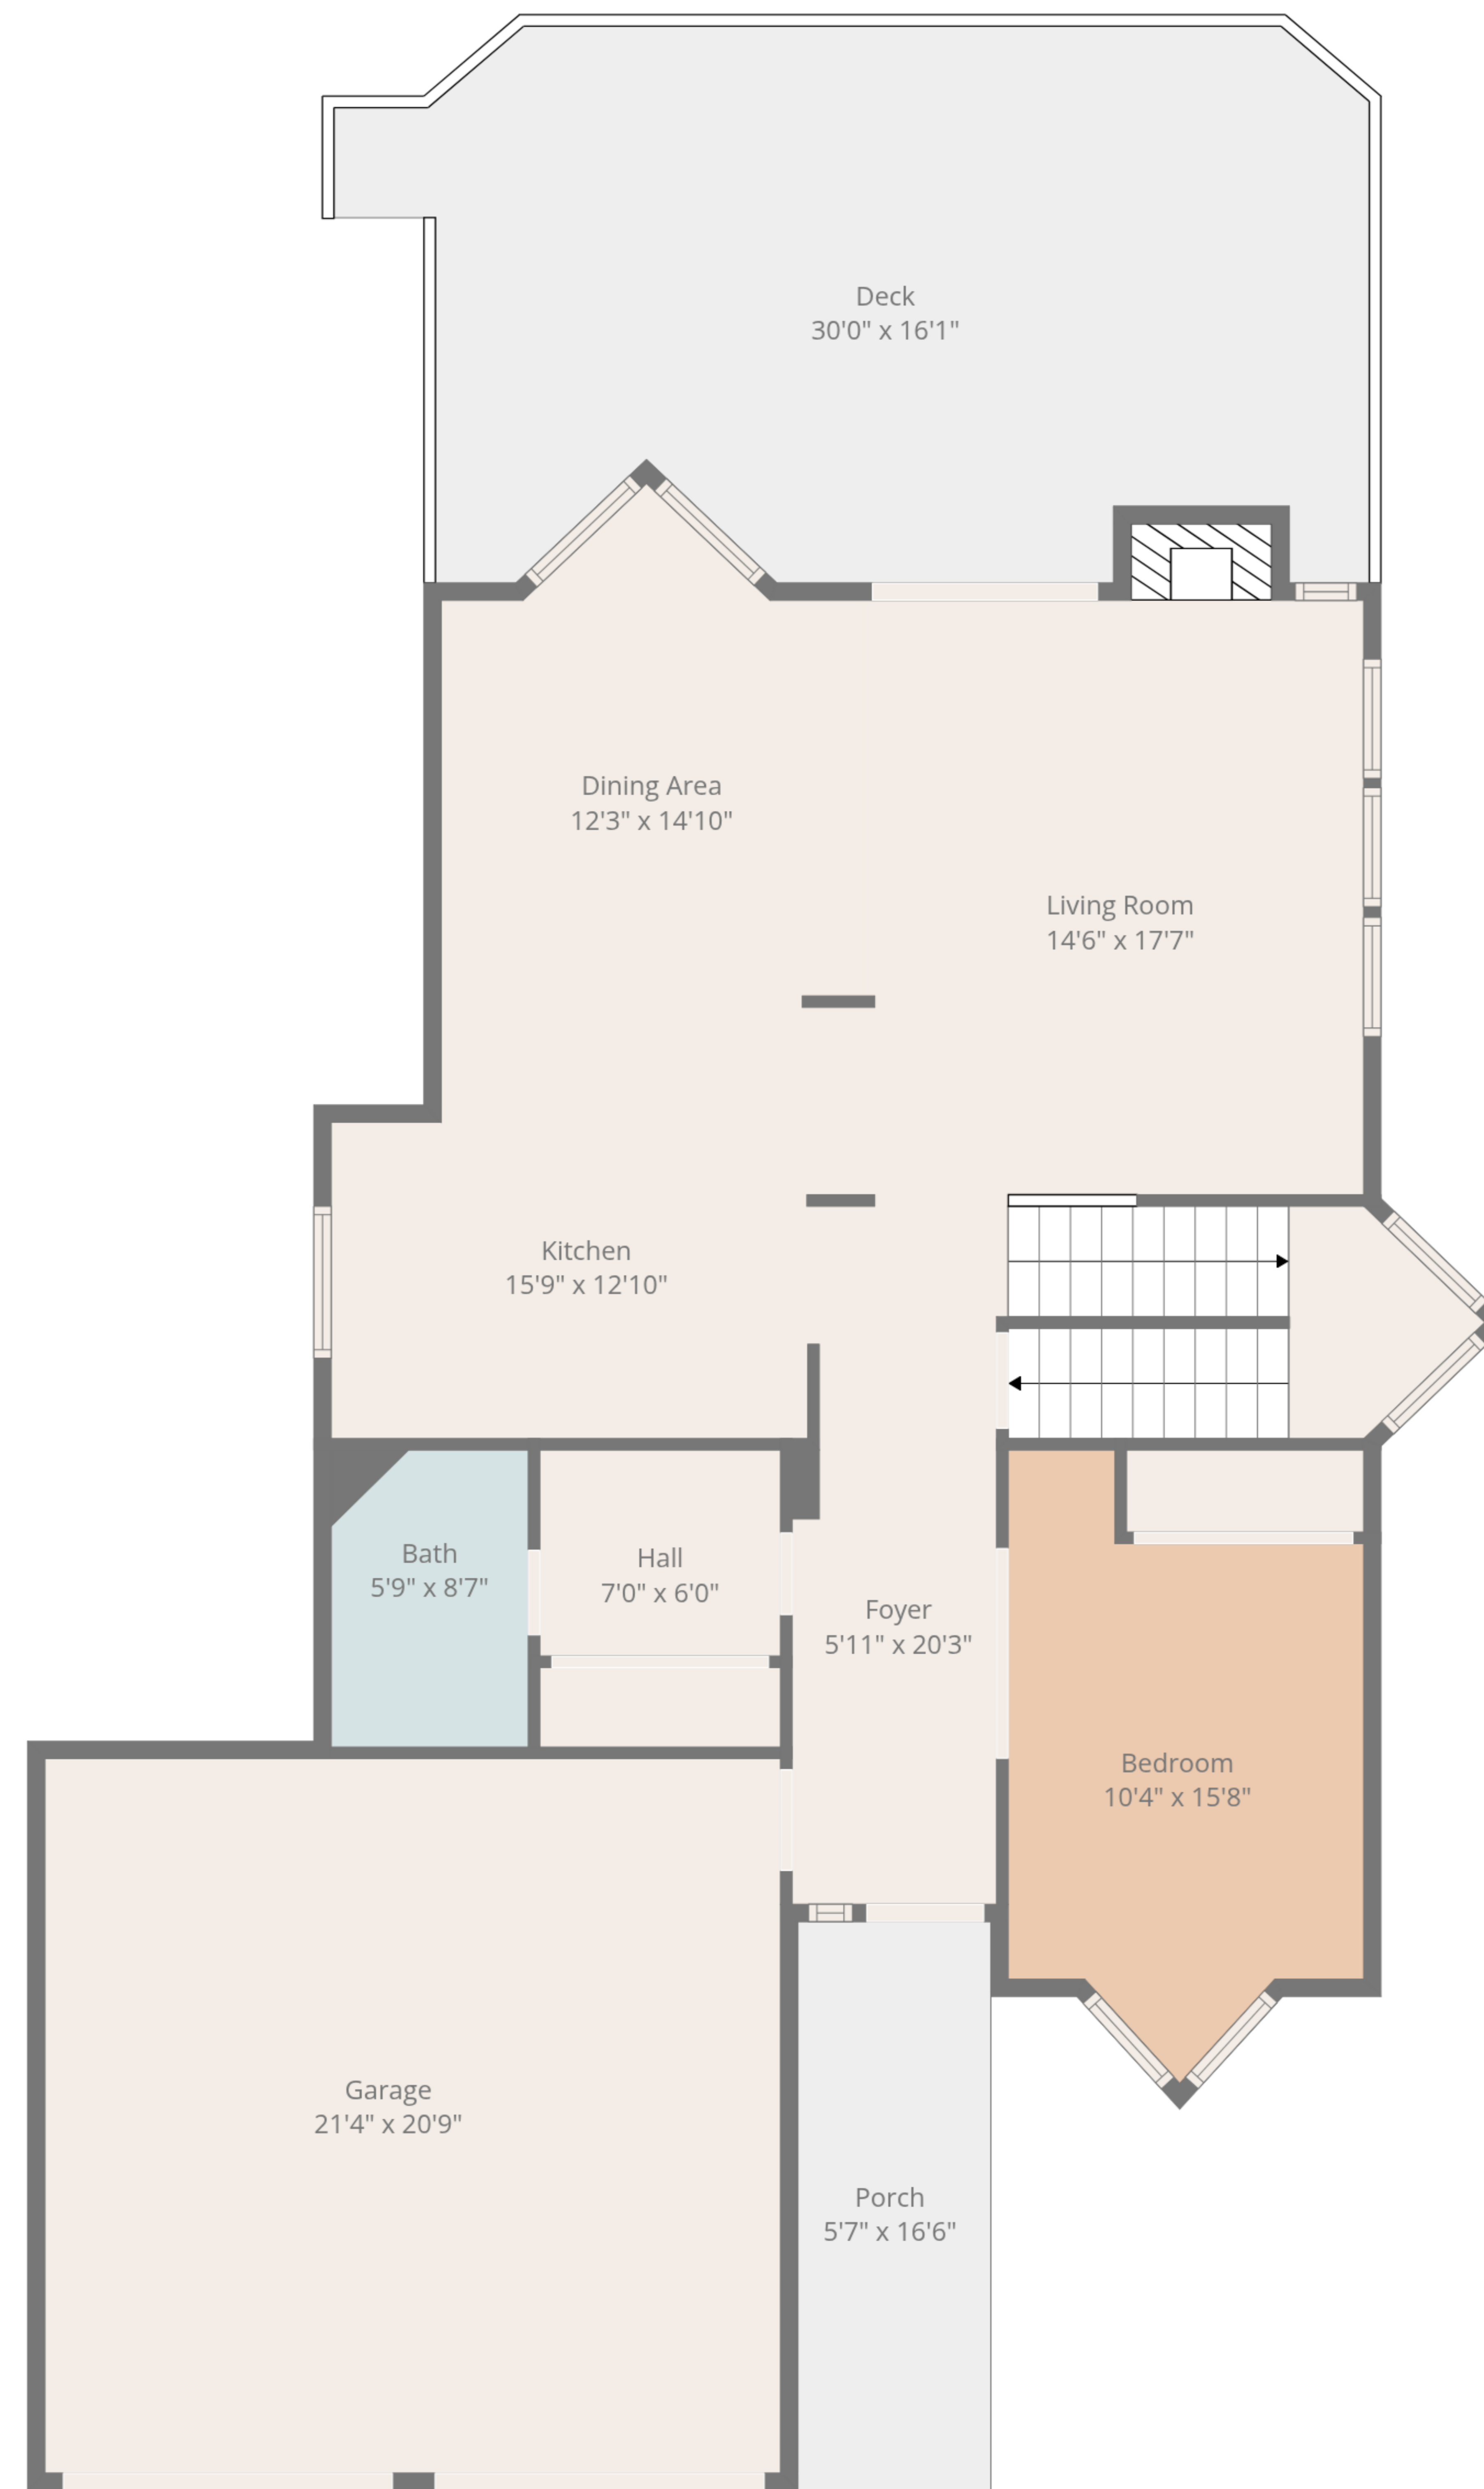 Deck
30'0" x 16'1"
Dining Area
12'3" x 14'10"
Living Room
14'6" x 17'7"
Kitchen
15'9" x 12'10"
Bath
5'9" x 8'7"
Hall
7'0" x 6'0"
Foyer
5'11" x 20'3"
Bedroom
10'4" x 15'8"
Garage
21'4" x 20'9"
Porch
5'7" x 16'6"